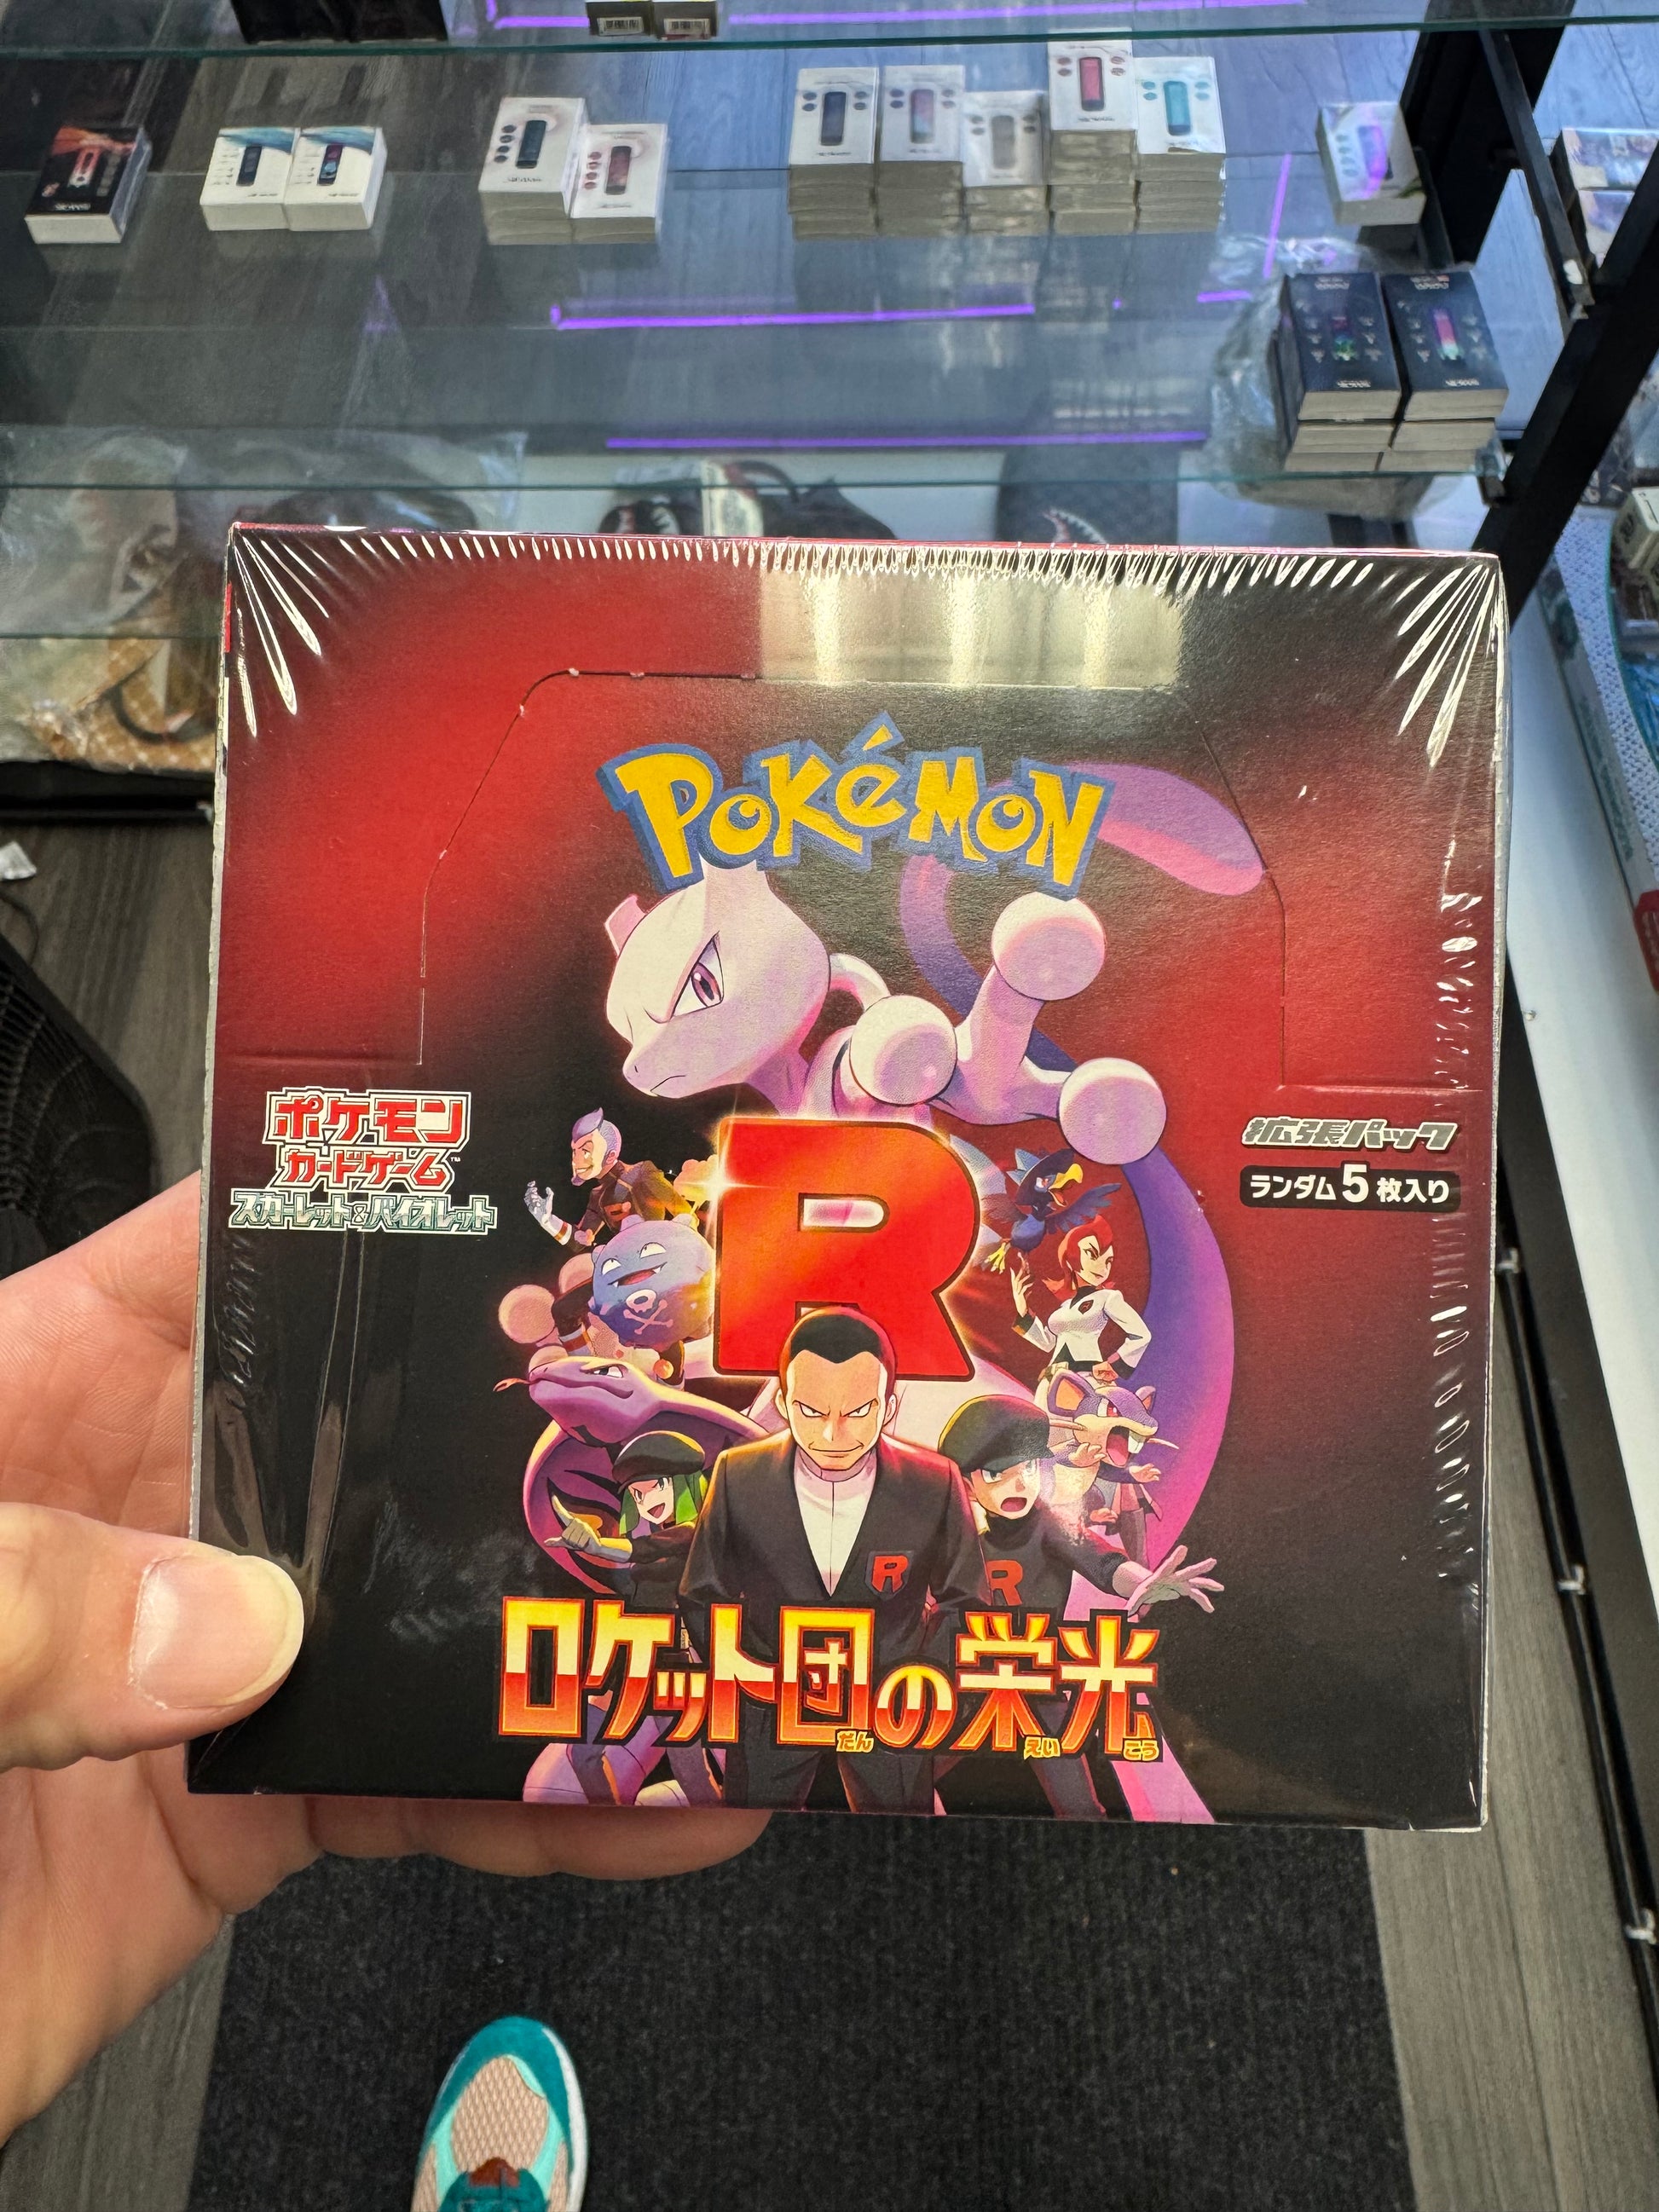 POKéMON
ポケモン
カードゲーム™
スカーレット&バイオレット
拡張パック
ランダム5枚入り
R
R
R
ロケット団の栄光
だん えい こう